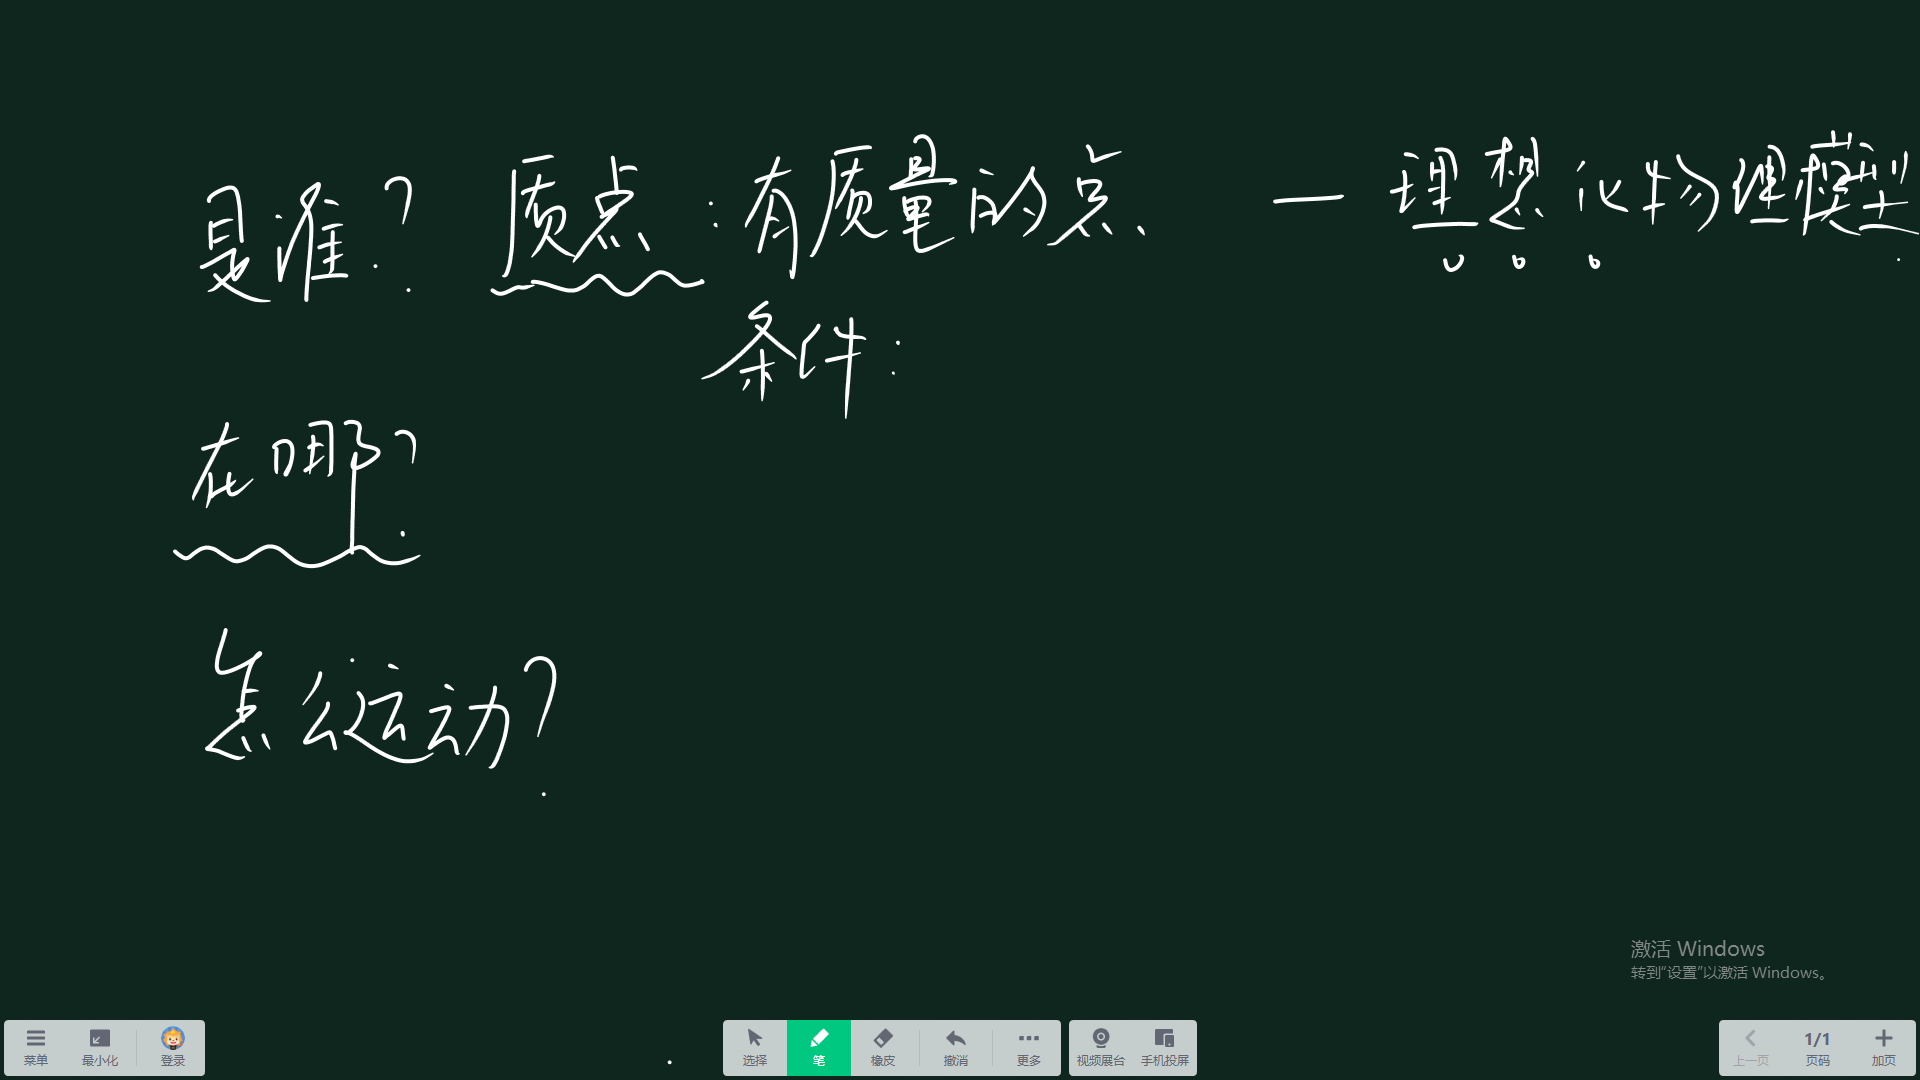 是谁? 质点:有质量的点. — 理想化物理模型.
条件:
在哪?
怎么运动?
激活 Windows
转到“设置”以激活 Windows。
菜单 最小化 登录 选择 笔 橡皮 撤消 更多 视频展台 手机投屏 上一页 1/1 页码 加页